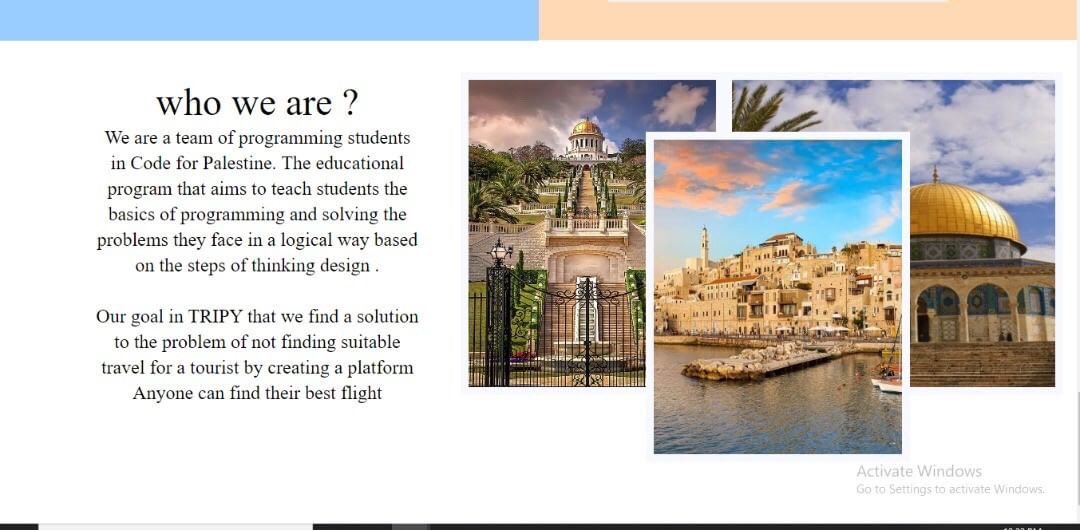 who we are ?
We are a team of programming students
in Code for Palestine. The educational
program that aims to teach students the
basics of programming and solving the
problems they face in a logical way based
on the steps of thinking design .
Our goal in TRIPY that we find a solution
to the problem of not finding suitable
travel for a tourist by creating a platform
Anyone can find their best flight
Activate Windows
Go to Settings to activate Windows.